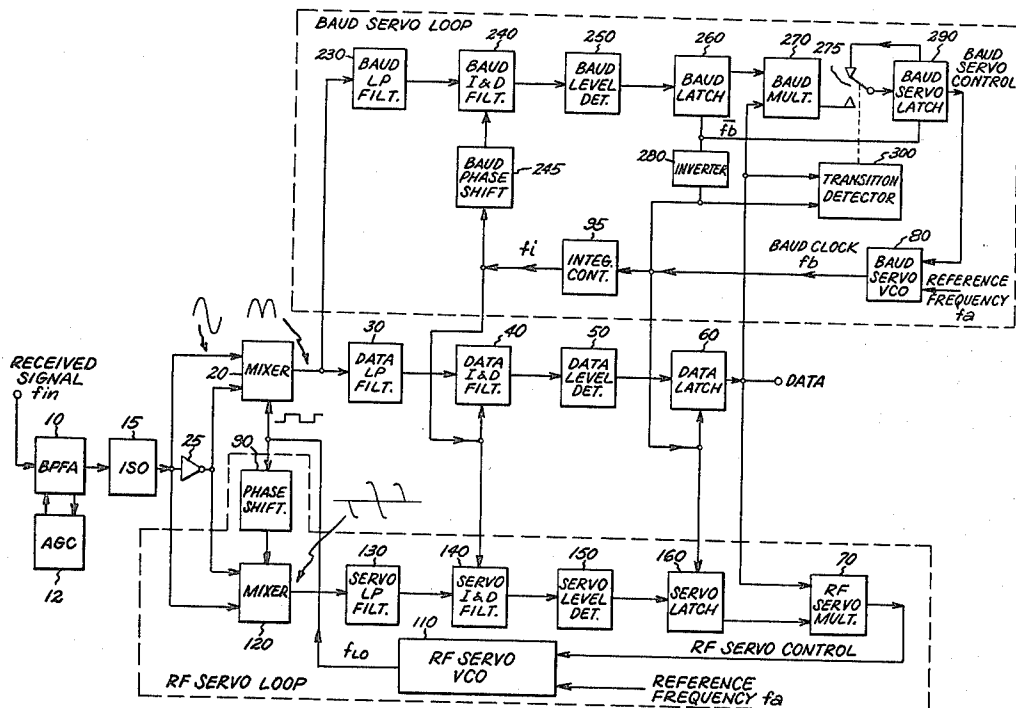 BAUD SERVO LOOP
230
BAUD
LP
FILT.
240
BAUD
I&D
FILT.
250
BAUD
LEVEL
DET.
260
BAUD
LATCH
270
BAUD
MULT.
275
290
BAUD
SERVO
LATCH
BAUD
SERVO
CONTROL
fb
280
INVERTER
300
TRANSITION
DETECTOR
BAUD
PHASE
SHIFT
245
fi
95
INTEG.
CONT.
BAUD CLOCK
fb
80
BAUD
SERVO
VCO
REFERENCE
FREQUENCY fa
RECEIVED
SIGNAL
fin
10
BPFA
AGC
12
15
ISO
25
20
MIXER
30
DATA
LP
FILT.
40
DATA
I&D
FILT.
50
DATA
LEVEL
DET.
60
DATA
LATCH
DATA
90
PHASE
SHIFT.
MIXER
120
130
SERVO
LP
FILT.
140
SERVO
I&D
FILT.
150
SERVO
LEVEL
DET.
160
SERVO
LATCH
70
RF
SERVO
MULT.
RF SERVO CONTROL
110
fLO
RF SERVO
VCO
REFERENCE
FREQUENCY fa
RF SERVO LOOP